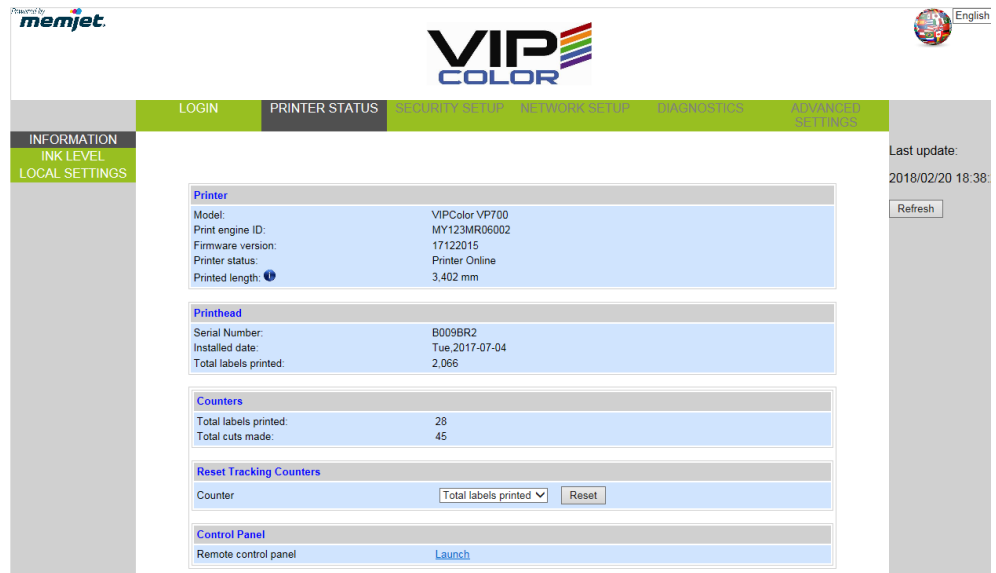 Powered by
memjet.
VIP
COLOR
English
LOGIN PRINTER STATUS SECURITY SETUP NETWORK SETUP DIAGNOSTICS ADVANCED SETTINGS
INFORMATION
INK LEVEL
LOCAL SETTINGS
Last update:
2018/02/20 18:38:
Refresh
Printer
Model: VIPColor VP700
Print engine ID: MY123MR06002
Firmware version: 17122015
Printer status: Printer Online
Printed length: 3,402 mm
Printhead
Serial Number: B009BR2
Installed date: Tue,2017-07-04
Total labels printed: 2,066
Counters
Total labels printed: 28
Total cuts made: 45
Reset Tracking Counters
Counter Total labels printed Reset
Control Panel
Remote control panel Launch